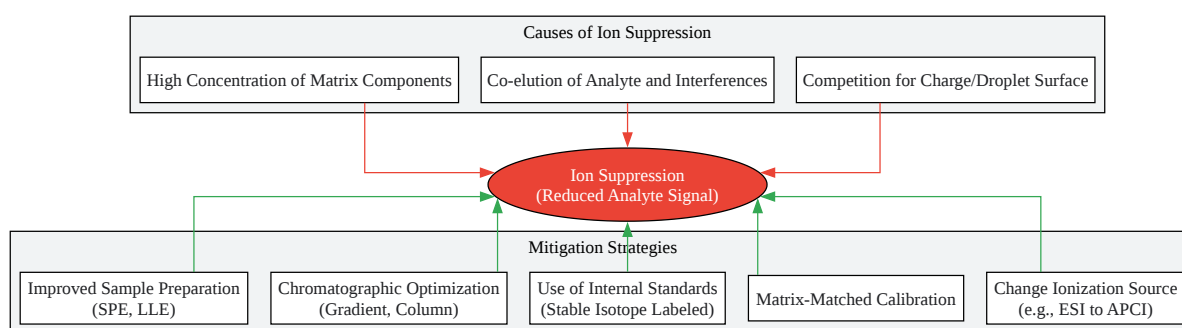 Causes of Ion Suppression
High Concentration of Matrix Components
Co-elution of Analyte and Interferences
Competition for Charge/Droplet Surface
Ion Suppression
(Reduced Analyte Signal)
Mitigation Strategies
Improved Sample Preparation
(SPE, LLE)
Chromatographic Optimization
(Gradient, Column)
Use of Internal Standards
(Stable Isotope Labeled)
Matrix-Matched Calibration
Change Ionization Source
(e.g., ESI to APCI)